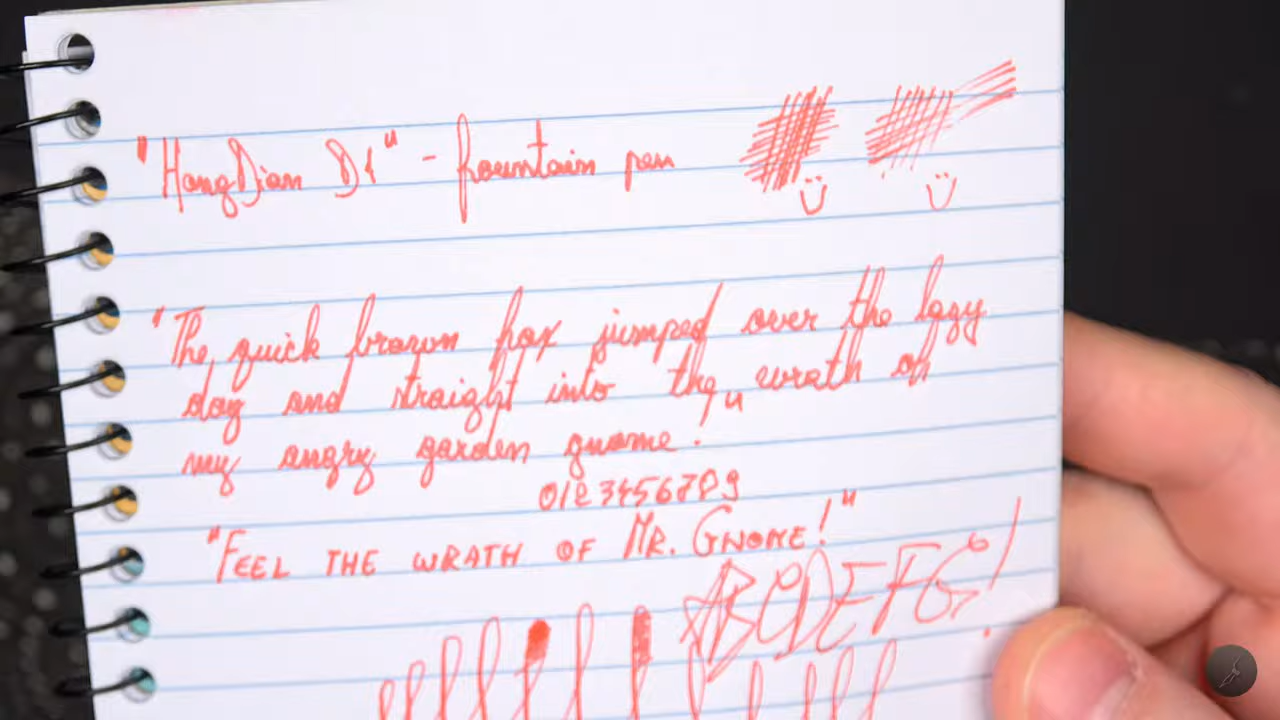 "HongDian D1" - fountain pen
"The quick brown fox jumped over the lazy
dog and straight into the wrath of
my angry garden gnome."
0123456789
"FEEL THE WRATH OF MR. GNOME!"
ABCDEFG!